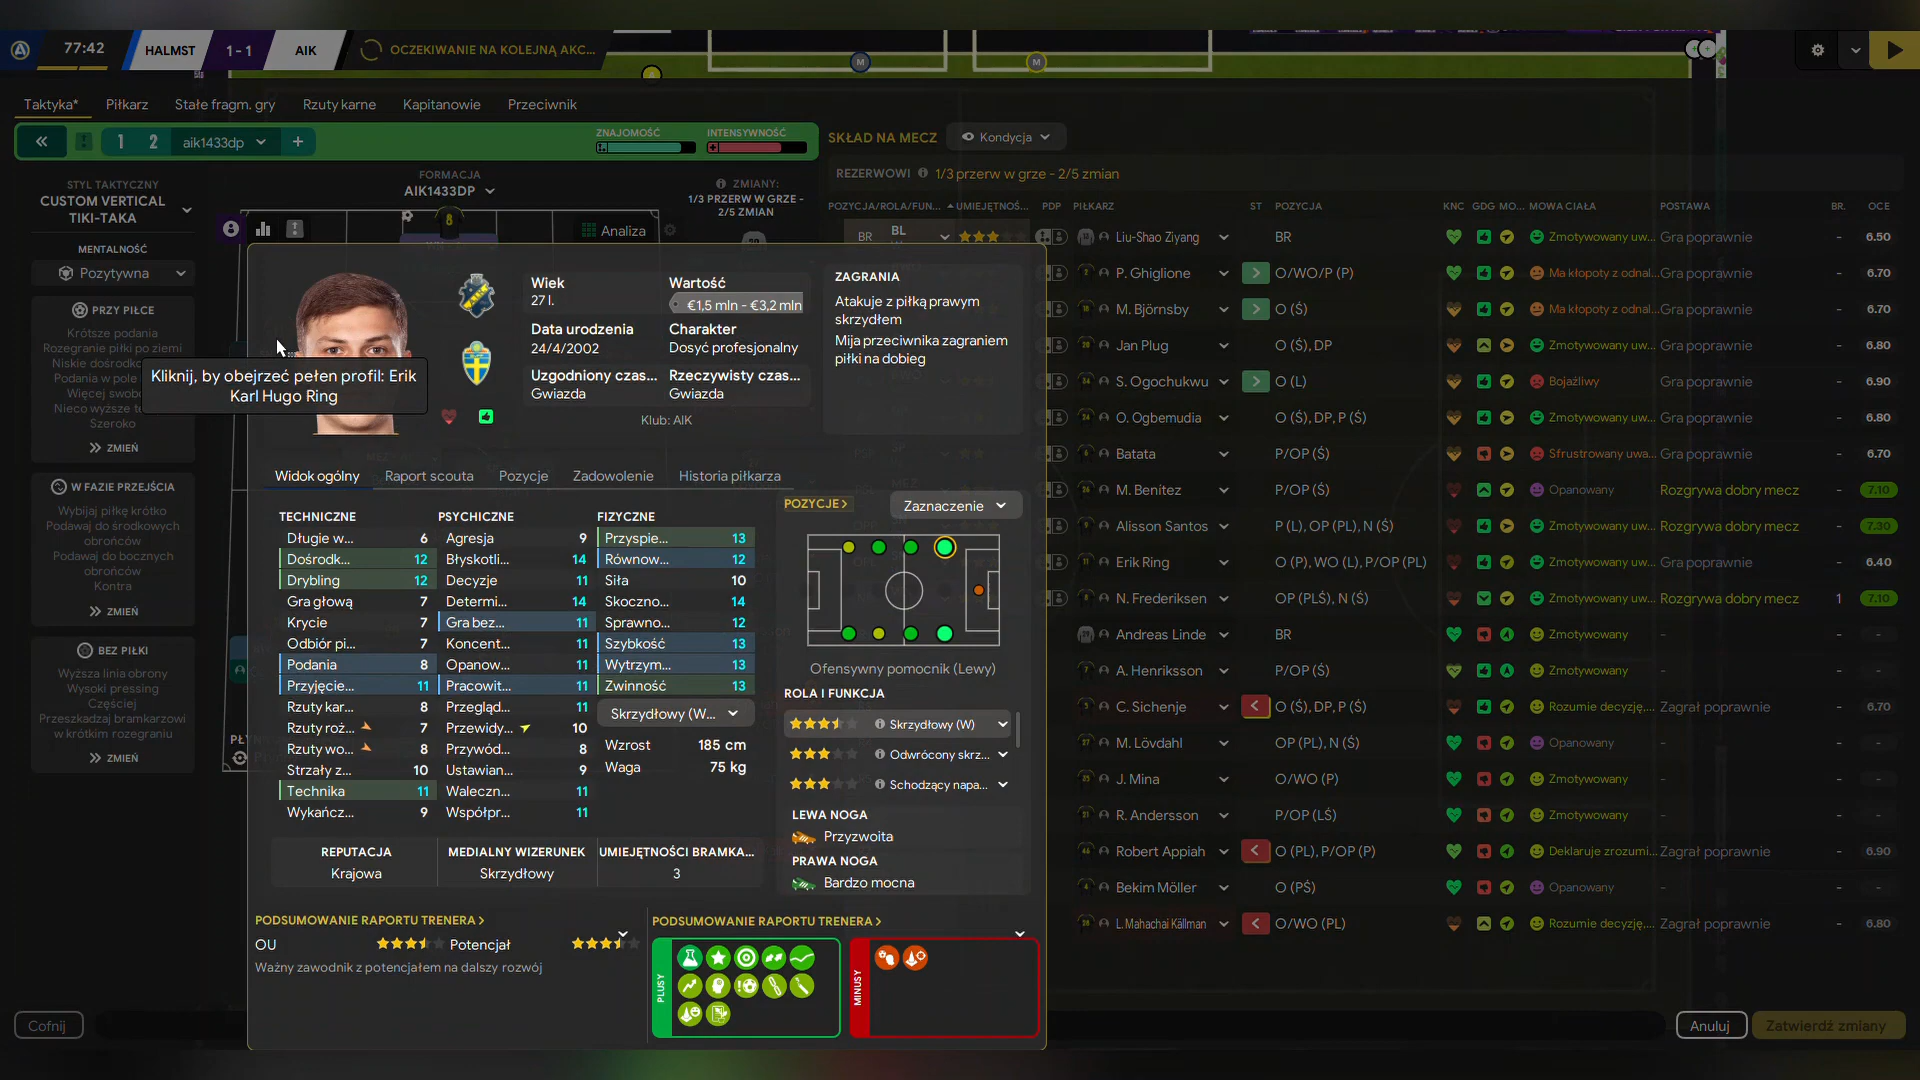 77:42
HALMST
1 - 1
AIK
OCZEKIWANIE NA KOLEJNĄ AKC...
Taktyka*
Piłkarz
Stałe fragm. gry
Rzuty karne
Kapitanowie
Przeciwnik
1
2
aik1433dp
ZNAJOMOŚĆ
INTENSYWNOŚĆ
SKŁAD NA MECZ
Kondycja
STYL TAKTYCZNY
CUSTOM VERTICAL
TIKI-TAKA
FORMACJA
AIK1433DP
ZMIANY:
1/3 PRZERW W GRZE -
2/5 ZMIAN
REZERWOWI
1/3 przerw w grze - 2/5 zmian
MENTALNOŚĆ
Pozytywna
Analiza
PRZY PIŁCE
Krótsze podania
Rozegranie piłki po ziemi
Niskie dośrodko
Podania w pole
Więcej swobo
Nieco wyższe te
Szeroko
ZMIEŃ
W FAZIE PRZEJŚCIA
Wybijaj piłkę krótko
Podawaj do środkowych
obrońców
Podawaj do bocznych
obrońców
Kontra
ZMIEŃ
BEZ PIŁKI
Wyższa linia obrony
Wysoki pressing
Częściej
Przeszkadzaj bramkarzowi
w krótkim rozegraniu
ZMIEŃ
Kliknij, by obejrzeć pełen profil: Erik
Karl Hugo Ring
Wiek
27 l.
Wartość
€1,5 mln - €3,2 mln
Data urodzenia
24/4/2002
Charakter
Dosyć profesjonalny
Uzgodniony czas...
Gwiazda
Rzeczywisty czas...
Gwiazda
Klub: AIK
ZAGRANIA
Atakuje z piłką prawym
skrzydłem
Mija przeciwnika zagraniem
piłki na dobieg
Widok ogólny
Raport scouta
Pozycje
Zadowolenie
Historia piłkarza
TECHNICZNE
Długie w... 6
Dośrodk... 12
Drybling 12
Gra głową 7
Krycie 7
Odbiór pi... 7
Podania 8
Przyjęcie... 11
Rzuty kar... 8
Rzuty roż... 7
Rzuty wo... 8
Strzały z... 10
Technika 11
Wykańcz... 9
PSYCHICZNE
Agresja 9
Błyskotli... 14
Decyzje 11
Determi... 14
Gra bez... 11
Koncent... 11
Opanow... 11
Pracowit... 11
Przegląd... 11
Przewidy... 10
Przywód... 8
Ustawian... 9
Waleczn... 11
Współpr... 11
FIZYCZNE
Przyspie... 13
Równow... 12
Siła 10
Skoczno... 14
Sprawno... 12
Szybkość 13
Wytrzym... 13
Zwinność 13
Skrzydłowy (W...
Wzrost 185 cm
Waga 75 kg
POZYCJE
Zaznaczenie
Ofensywny pomocnik (Lewy)
ROLA I FUNKCJA
Skrzydłowy (W)
Odwrócony skrz...
Schodzący napa...
LEWA NOGA
Przyzwoita
PRAWA NOGA
Bardzo mocna
REPUTACJA
Krajowa
MEDIALNY WIZERUNEK
Skrzydłowy
UMIEJĘTNOŚCI BRAMKA...
3
PODSUMOWANIE RAPORTU TRENERA
OU
Potencjał
Ważny zawodnik z potencjałem na dalszy rozwój
PODSUMOWANIE RAPORTU TRENERA
PLUSY
MINUSY
POZYCJA/ROLA/FUN... UMIEJĘTNOŚ... PDP PIŁKARZ ST POZYCJA KNC GDG MO... MOWA CIAŁA POSTAWA BR. OCE
BR BL Liu-Shao Ziyang BR Zmotywowany uw... Gra poprawnie - 6.50
P. Ghiglione O/WO/P (P) Ma kłopoty z odnal... Gra poprawnie - 6.70
M. Björnsby O (Ś) Ma kłopoty z odnal... Gra poprawnie - 6.70
Jan Plug O (Ś), DP Zmotywowany uw... Gra poprawnie - 6.80
S. Ogochukwu O (L) Bojaźliwy Gra poprawnie - 6.90
O. Ogbemudia O (Ś), DP, P (Ś) Zmotywowany uw... Gra poprawnie - 6.80
Batata P/OP (Ś) Sfrustrowany uwa... Gra poprawnie - 6.70
M. Benítez P/OP (Ś) Opanowany Rozgrywa dobry mecz - 7.10
Alisson Santos P (L), OP (PL), N (Ś) Zmotywowany uw... Rozgrywa dobry mecz - 7.30
Erik Ring O (P), WO (L), P/OP (PL) Zmotywowany uw... Gra poprawnie - 6.40
N. Frederiksen OP (PLŚ), N (Ś) Zmotywowany uw... Rozgrywa dobry mecz 1 7.10
Andreas Linde BR Zmotywowany - - -
A. Henriksson P/OP (Ś) Zmotywowany - - -
C. Sichenje O (Ś), DP, P (Ś) Rozumie decyzję,... Zagrał poprawnie - 6.70
M. Lövdahl OP (PL), N (Ś) Opanowany - - -
J. Mina O/WO (P) Zmotywowany - - -
R. Andersson P/OP (LŚ) Zmotywowany - - -
Robert Appiah O (PL), P/OP (P) Deklaruje zrozumi... Zagrał poprawnie - 6.90
Bekim Möller O (PŚ) Opanowany - - -
L. Mahachai Källman O/WO (PL) Rozumie decyzję,... Zagrał poprawnie - 6.80
Cofnij
Anuluj
Zatwierdź zmiany